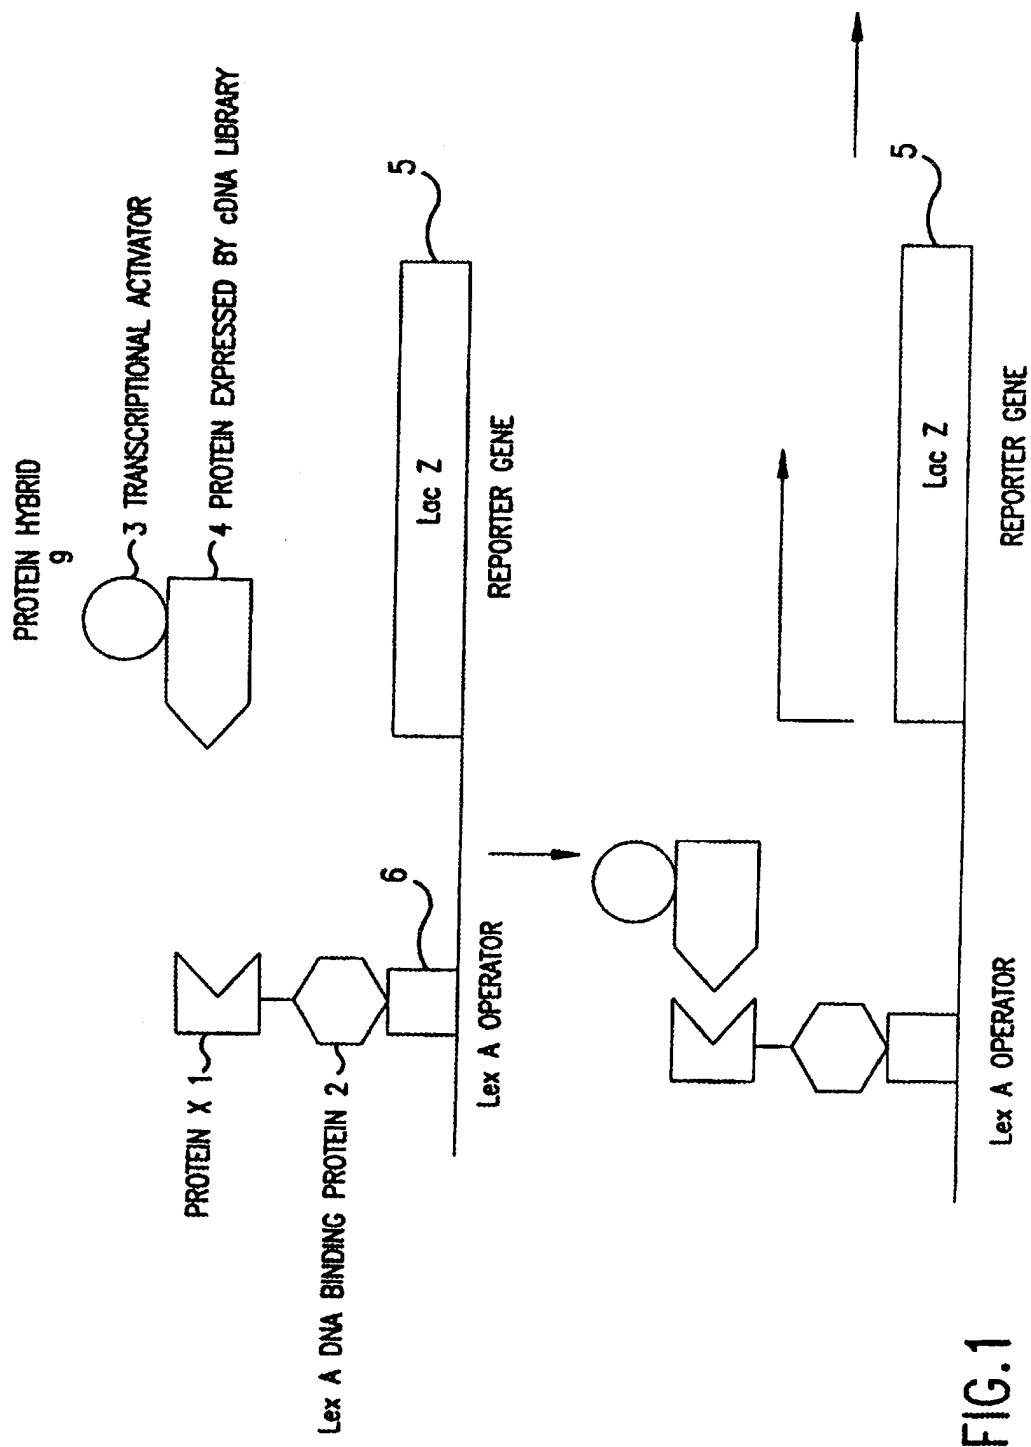 PROTEIN HYBRID
9
3 TRANSCRIPTIONAL ACTIVATOR
4 PROTEIN EXPRESSED BY cDNA LIBRARY
PROTEIN X 1
Lex A DNA BINDING PROTEIN 2
6
5
Lac Z
Lex A OPERATOR
REPORTER GENE
5
Lac Z
Lex A OPERATOR
REPORTER GENE
FIG.1